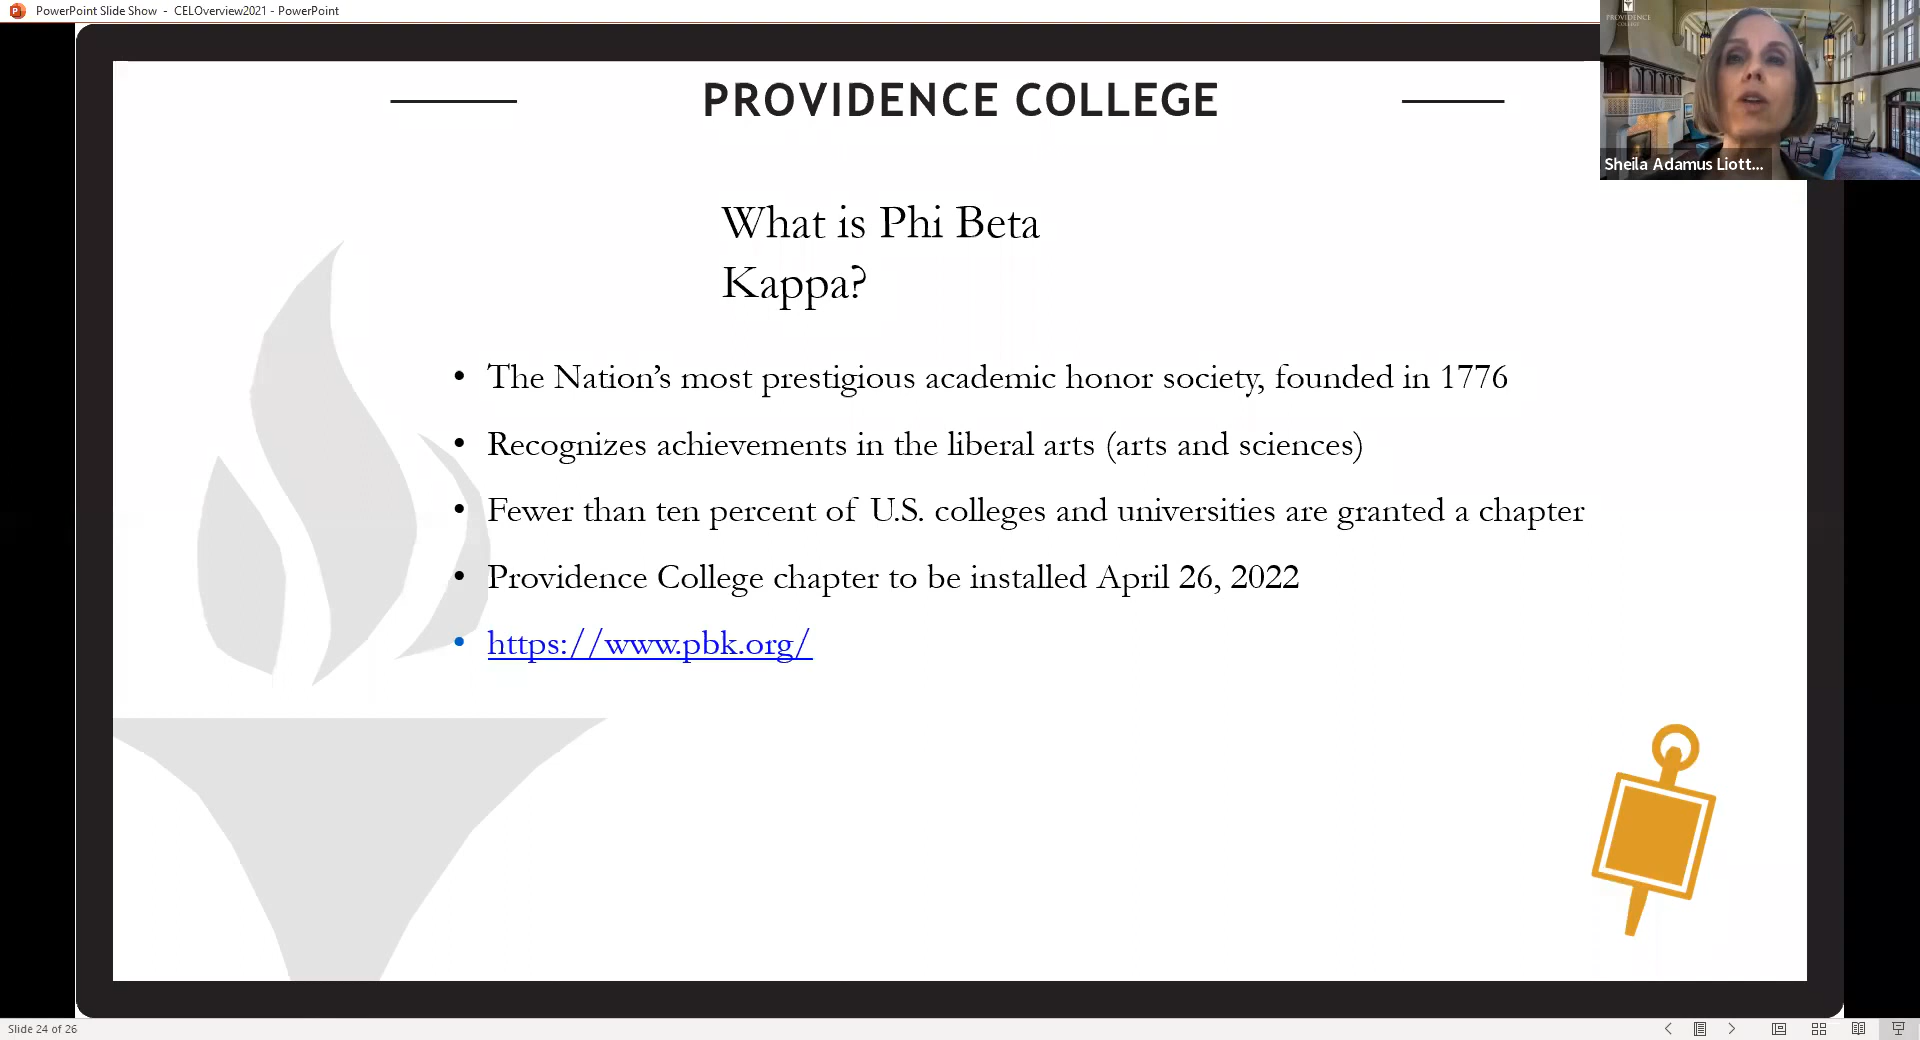 PowerPoint Slide Show - CELOverview2021 - PowerPoint
PROVIDENCE
COLLEGE
PROVIDENCE COLLEGE
Sheila Adamus Liott...
What is Phi Beta
Kappa?
• The Nation's most prestigious academic honor society, founded in 1776
• Recognizes achievements in the liberal arts (arts and sciences)
• Fewer than ten percent of U.S. colleges and universities are granted a chapter
• Providence College chapter to be installed April 26, 2022
• https://www.pbk.org/
Slide 24 of 26